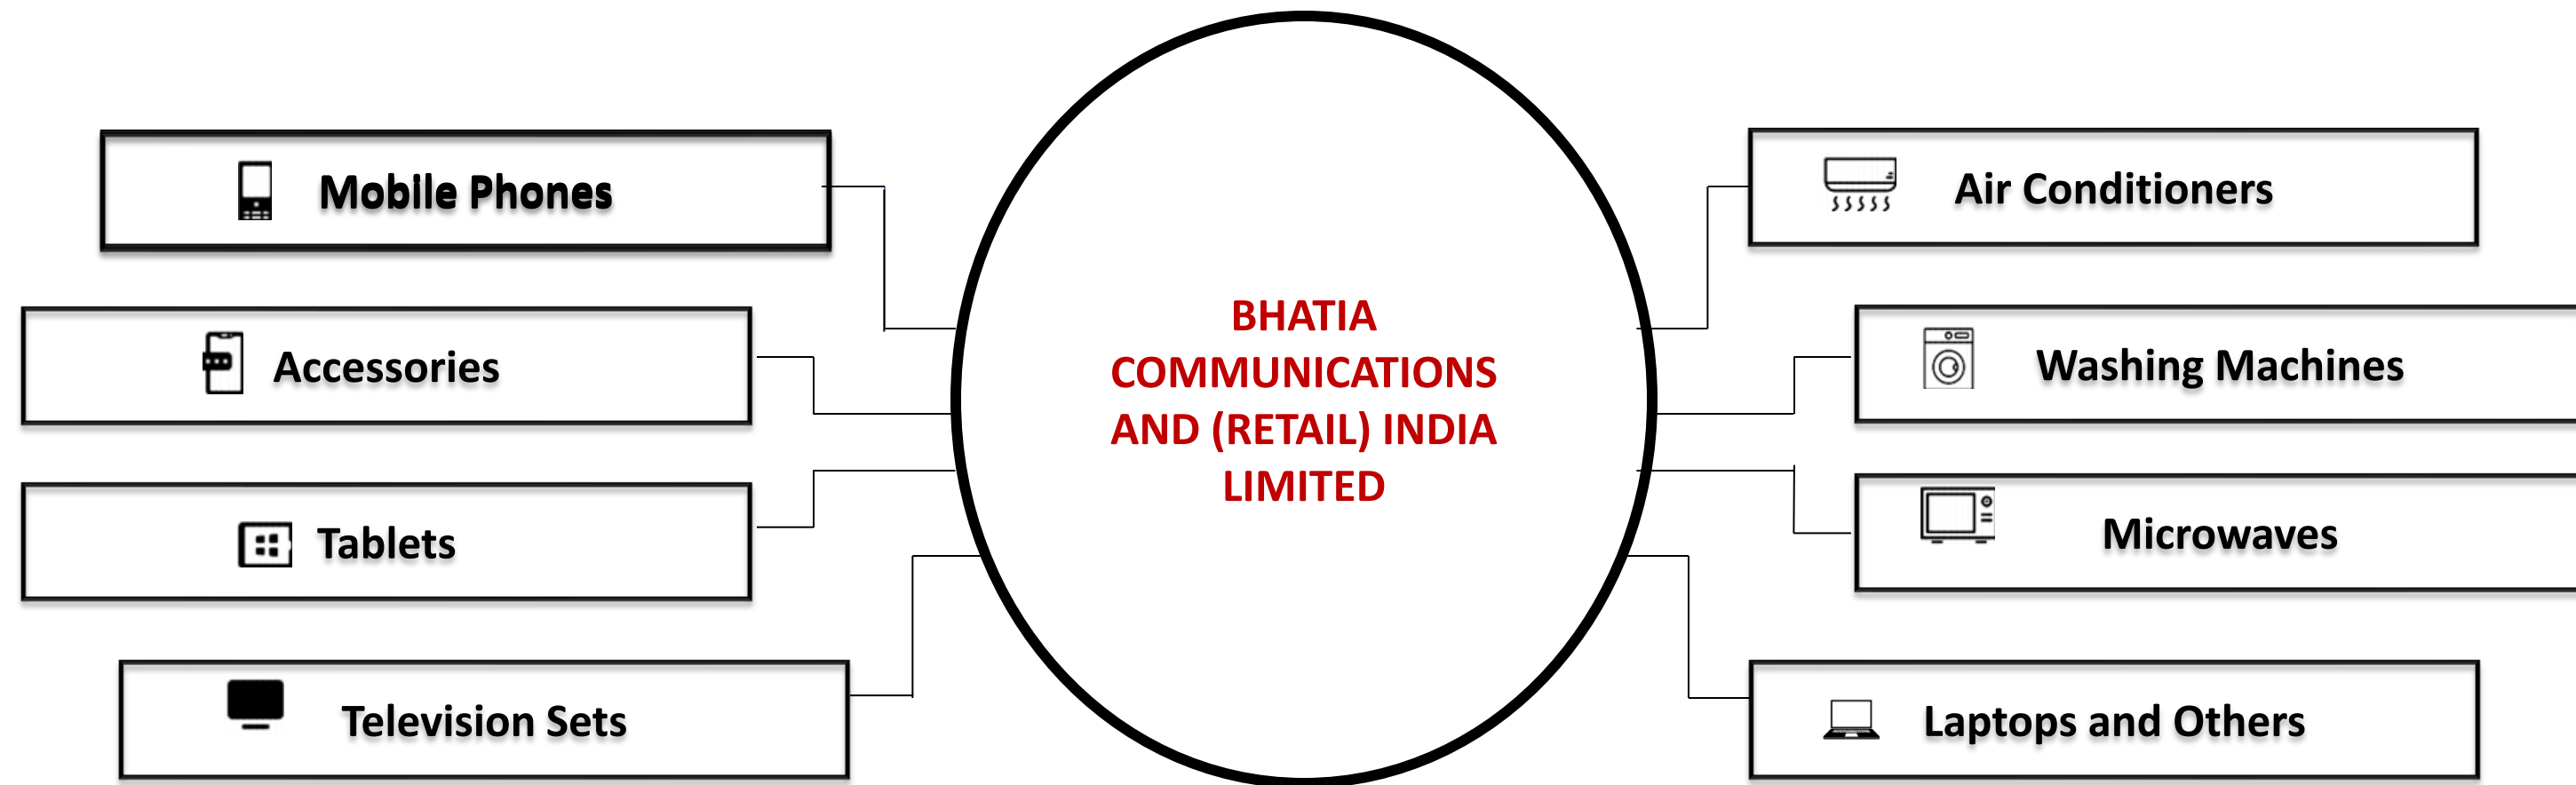 Mobile Phones
Accessories
Tablets
Television Sets
BHATIA
COMMUNICATIONS
AND (RETAIL) INDIA
LIMITED
Air Conditioners
Washing Machines
Microwaves
Laptops and Others